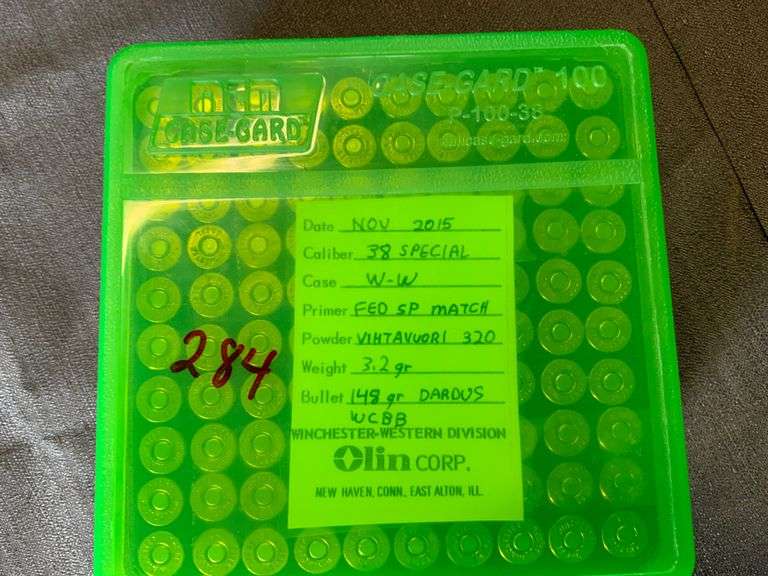 MTM
CASE-GARD
CASE-GARD™ 100
P-100-38
Date NOV 2015
Caliber 38 SPECIAL
Case W-W
Primer FED SP MATCH
Powder VIHTAVUORI 320
284
Weight 3.2 gr
Bullet 148 gr DARDUS
WCBB
WINCHESTER-WESTERN DIVISION
Olin CORP.
NEW HAVEN, CONN., EAST ALTON, ILL.